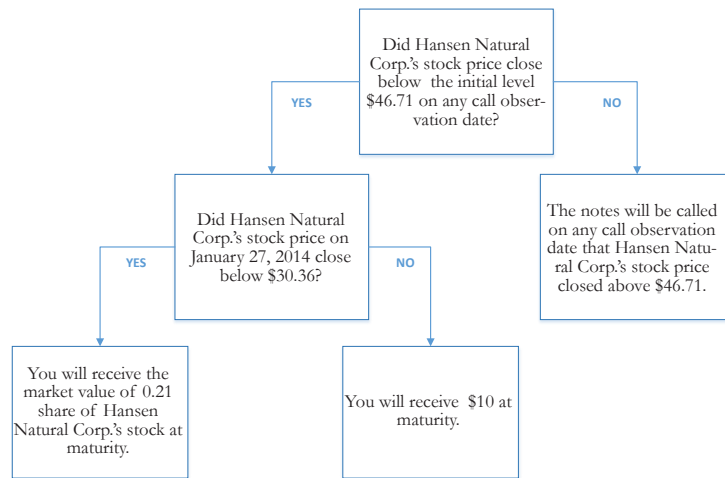 Did Hansen Natural
Corp.'s stock price close
below the initial level
$46.71 on any call obser-
vation date?
YES
NO
Did Hansen Natural
Corp.'s stock price on
January 27, 2014 close
below $30.36?
The notes will be called
on any call observation
date that Hansen Natu-
ral Corp.'s stock price
closed above $46.71.
YES
NO
You will receive the
market value of 0.21
share of Hansen
Natural Corp.'s stock at
maturity.
You will receive $10 at
maturity.